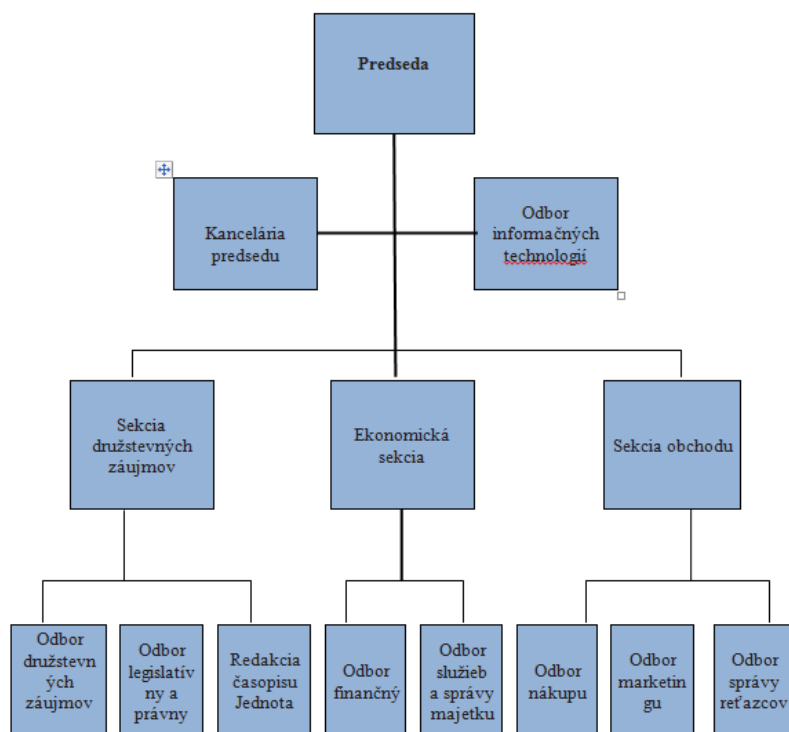 Predseda
Kancelária
predsedu
Odbor
informačných
technologií
Sekcia
družstevných
záujmov
Ekonomická
sekcia
Sekcia obchodu
Odbor
družstevn
ých
záujmov
Odbor
legislatív
ny a
právny
Redakcia
časopisu
Jednota
Odbor
finančný
Odbor
služieb
a správy
majetku
Odbor
nákupu
Odbor
marketin
gu
Odbor
správy
reťazcov